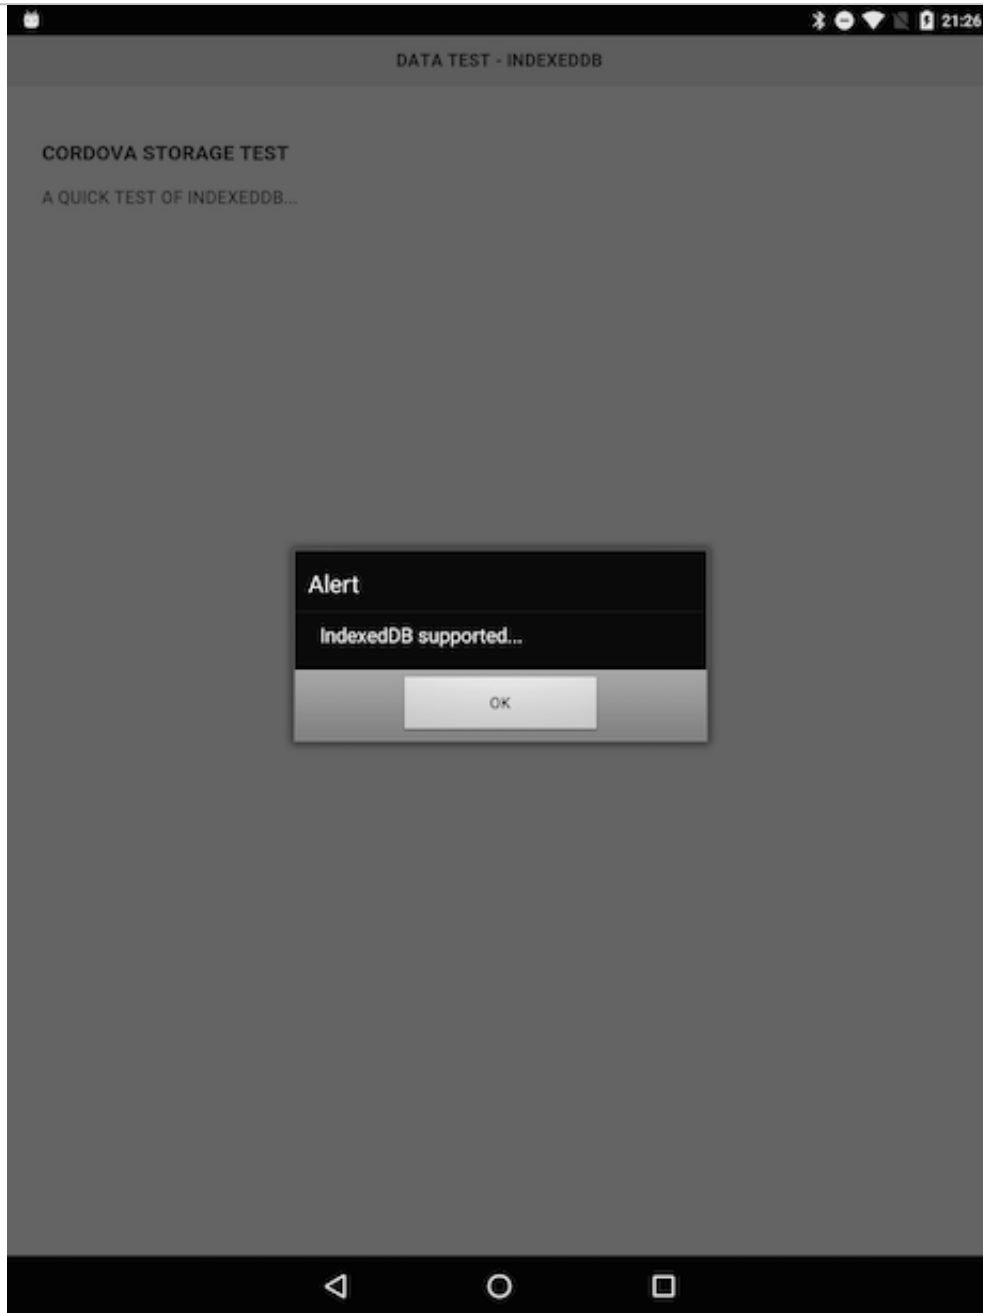 21:26
DATA TEST - INDEXEDDB
CORDOVA STORAGE TEST
A QUICK TEST OF INDEXEDDB...
Alert
IndexedDB supported...
OK